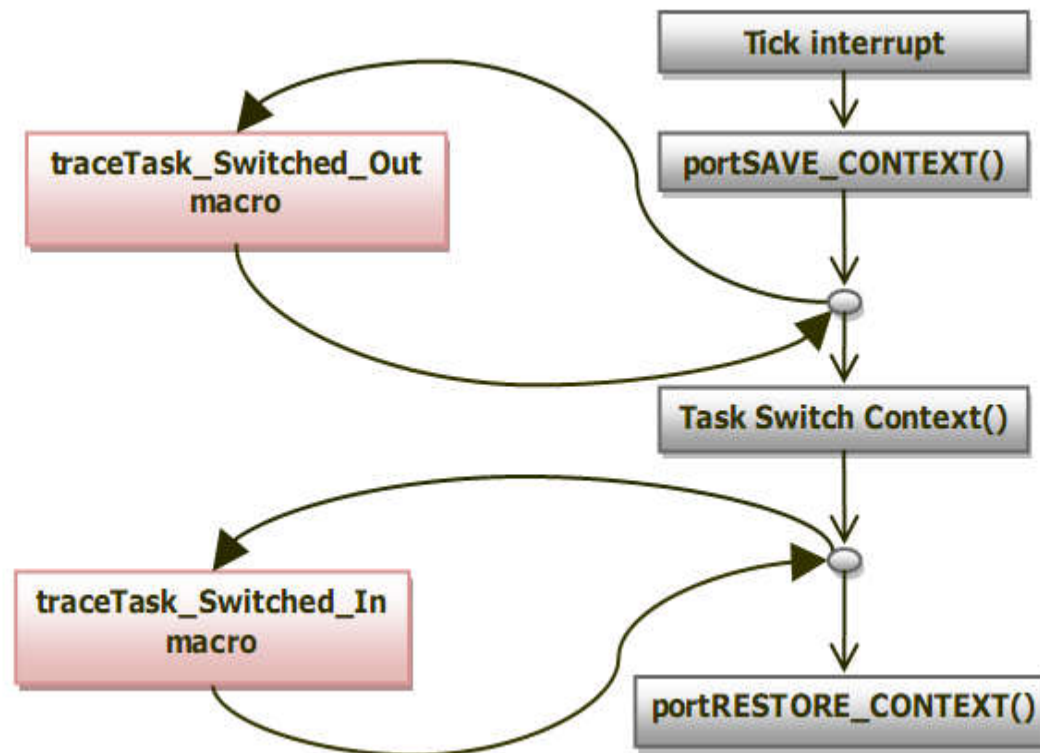 Tick interrupt
portSAVE_CONTEXT()
traceTask_Switched_Out
macro
Task Switch Context()
traceTask_Switched_In
macro
portRESTORE_CONTEXT()